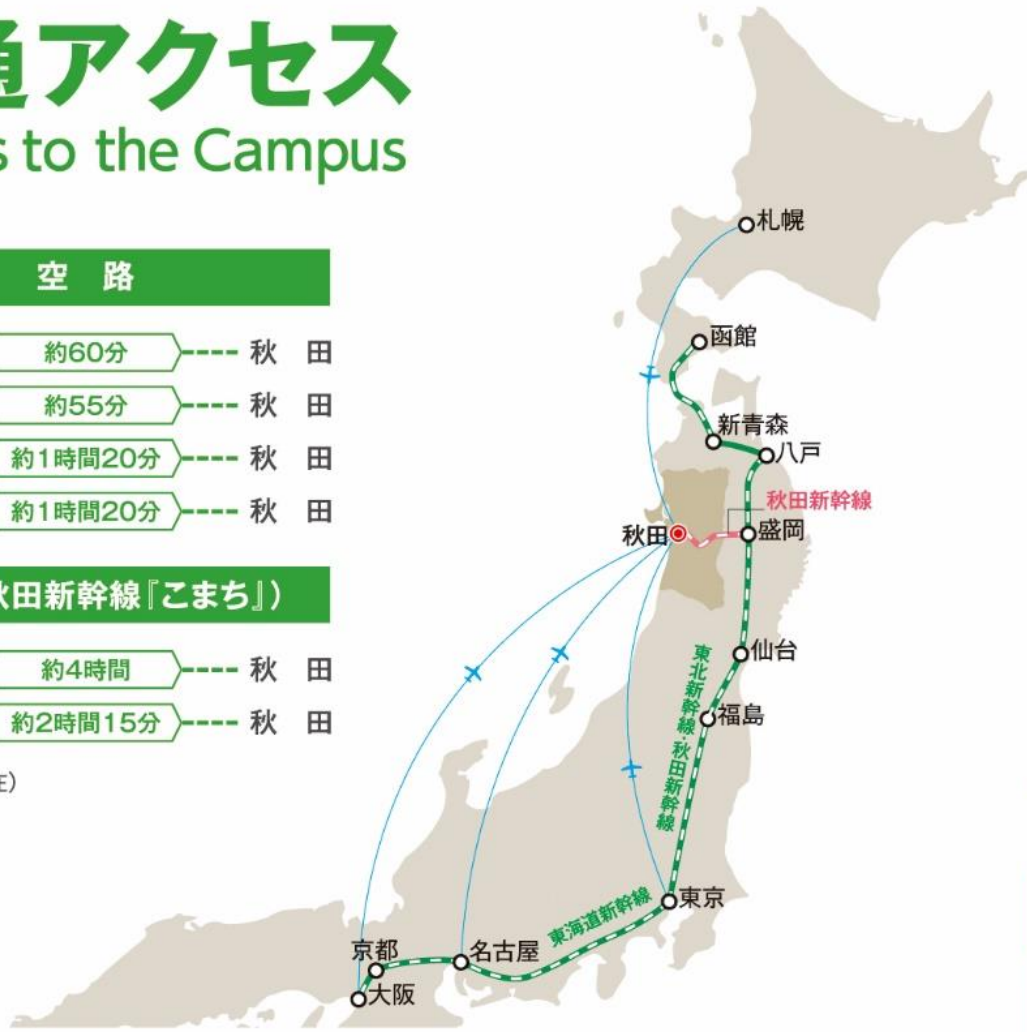 通アクセス
s to the Campus
空 路
約60分 秋 田
約55分 秋 田
約1時間20分 秋 田
約1時間20分 秋 田
秋田新幹線『こまち』）
約4時間 秋 田
約2時間15分 秋 田
在）
札幌
函館
新青森
八戸
秋田新幹線
秋田
盛岡
仙台
東北新幹線・秋田新幹線
福島
東京
東海道新幹線
京都
名古屋
大阪